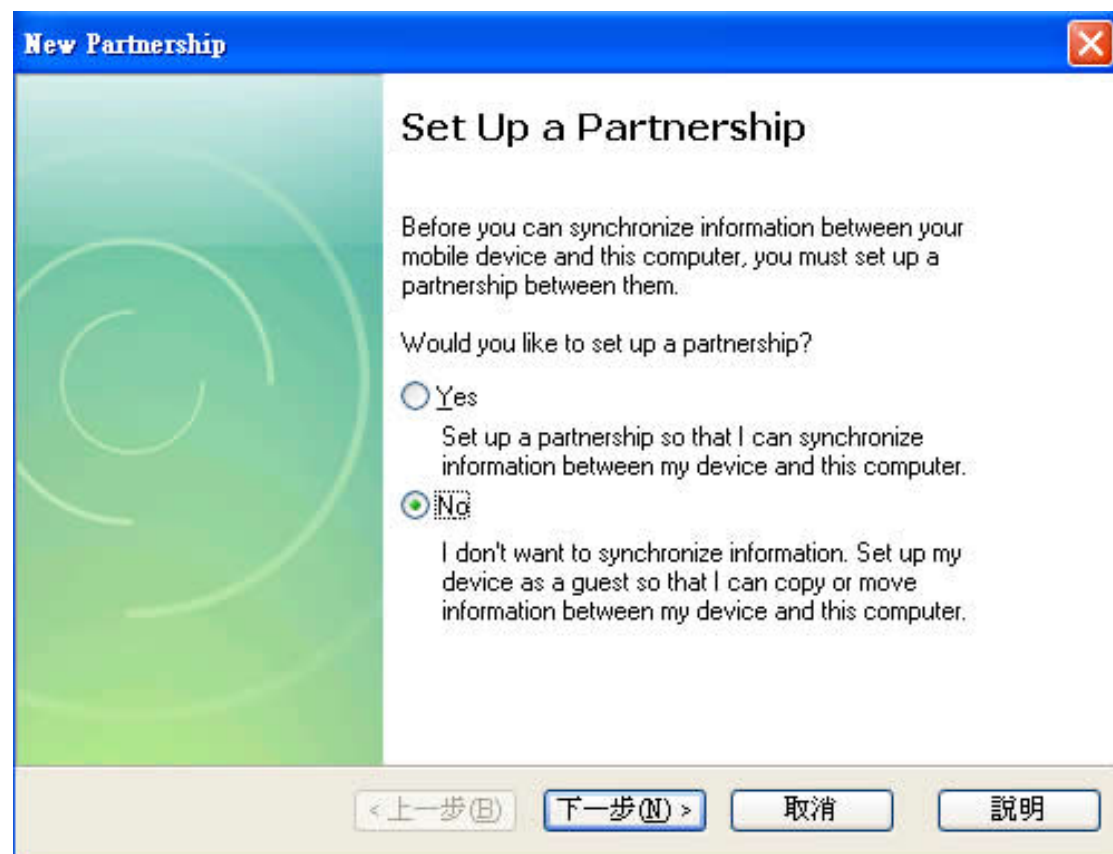 New Partnership
Set Up a Partnership
Before you can synchronize information between your
mobile device and this computer, you must set up a
partnership between them.
Would you like to set up a partnership?
Yes
Set up a partnership so that I can synchronize
information between my device and this computer.
No
I don't want to synchronize information. Set up my
device as a guest so that I can copy or move
information between my device and this computer.
<上一步(B) 下一步(N) > 取消 說明